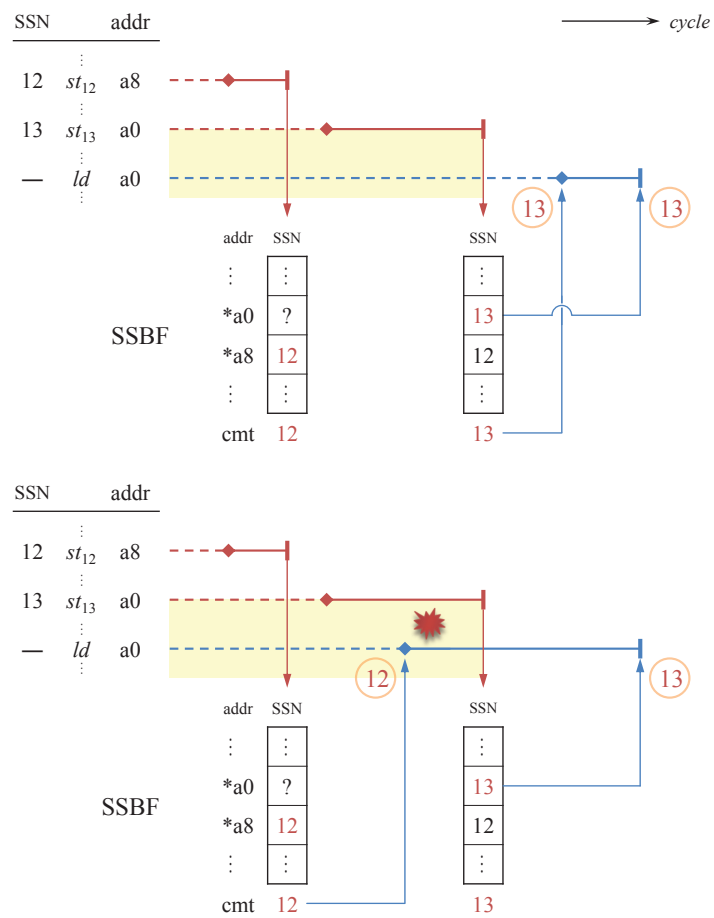 SSN addr cycle
⋮
12 st12 a8
⋮
13 st13 a0
⋮
— ld a0
⋮
13 13
addr SSN SSN
⋮ ⋮ ⋮
*a0 ? 13
SSBF
*a8 12 12
⋮ ⋮ ⋮
cmt 12 13
SSN addr
⋮
12 st12 a8
⋮
13 st13 a0
⋮
— ld a0
⋮
12 13
addr SSN SSN
⋮ ⋮ ⋮
*a0 ? 13
SSBF
*a8 12 12
⋮ ⋮ ⋮
cmt 12 13